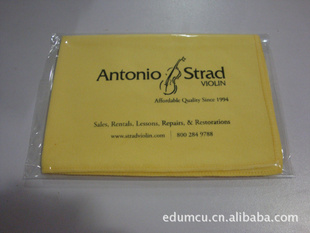 Antonio Strad
VIOLIN
Affordable Quality Since 1994
Sales, Rentals, Lessons, Repairs, & Restorations
www.stradviolin.com | 800 284 9788
edumcu.cn.alibaba.com